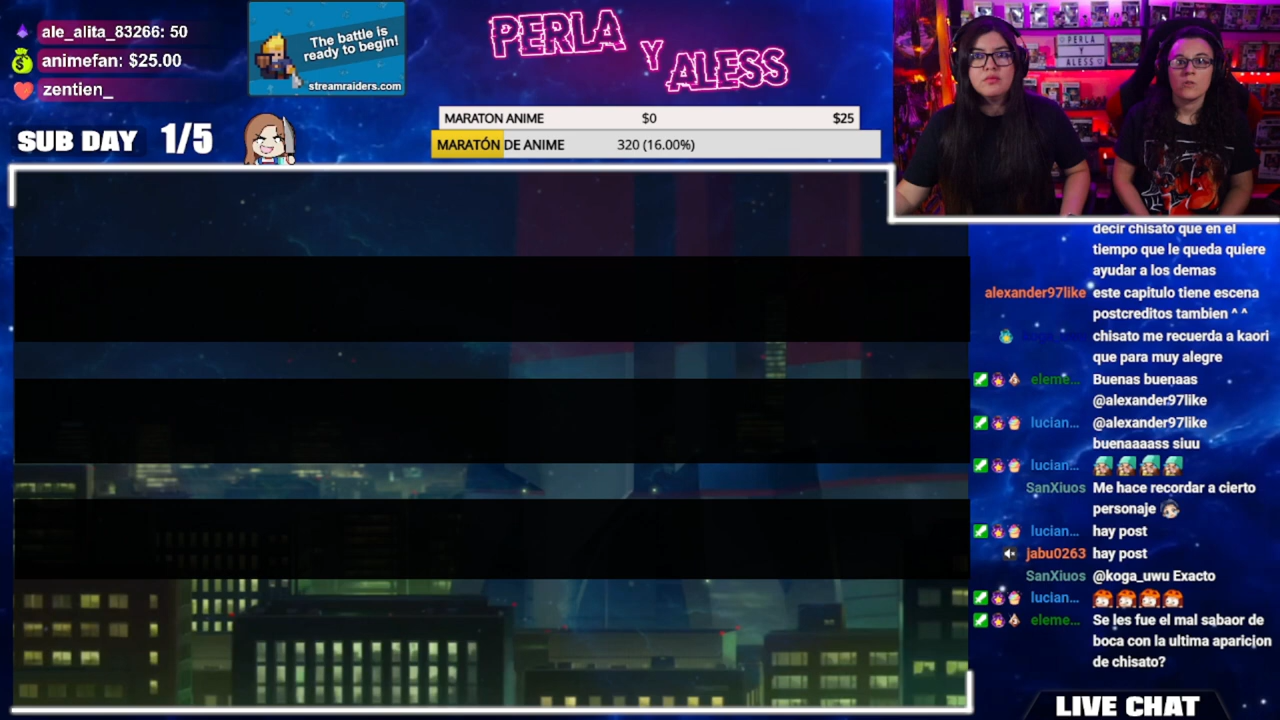 ale_alita_83266: 50
animefan: $25.00
zentien_
The battle is
ready to begin!
streamraiders.com
PERLA
Y
ALESS
MARATON ANIME $0 $25
MARATÓN DE ANIME 320 (16.00%)
SUB DAY 1/5
PERLA
Y
ALESS
decir chisato que en el
tiempo que le queda quiere
ayudar a los demas
alexander97like este capitulo tiene escena
postcreditos tambien ^ ^
chisato me recuerda a kaori
que para muy alegre
eleme... Buenas buenaas
@alexander97like
lucian... @alexander97like
buenaaaass siuu
lucian...
SanXiuos Me hace recordar a cierto
personaje
lucian... hay post
jabu0263 hay post
SanXiuos @koga_uwu Exacto
lucian...
eleme... Se les fue el mal sabaor de
boca con la ultima aparicion
de chisato?
LIVE CHAT